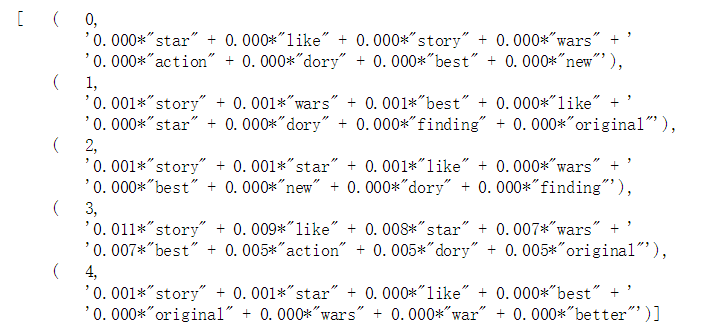 [ ( 0,
'0.000*"star" + 0.000*"like" + 0.000*"story" + 0.000*"wars" + '
'0.000*"action" + 0.000*"dory" + 0.000*"best" + 0.000*"new"'),
( 1,
'0.001*"story" + 0.001*"wars" + 0.001*"best" + 0.000*"like" + '
'0.000*"star" + 0.000*"dory" + 0.000*"finding" + 0.000*"original"'),
( 2,
'0.001*"story" + 0.001*"star" + 0.001*"like" + 0.000*"wars" + '
'0.000*"best" + 0.000*"new" + 0.000*"dory" + 0.000*"finding"'),
( 3,
'0.011*"story" + 0.009*"like" + 0.008*"star" + 0.007*"wars" + '
'0.007*"best" + 0.005*"action" + 0.005*"dory" + 0.005*"original"'),
( 4,
'0.001*"story" + 0.001*"star" + 0.000*"like" + 0.000*"best" + '
'0.000*"original" + 0.000*"wars" + 0.000*"war" + 0.000*"better"')]